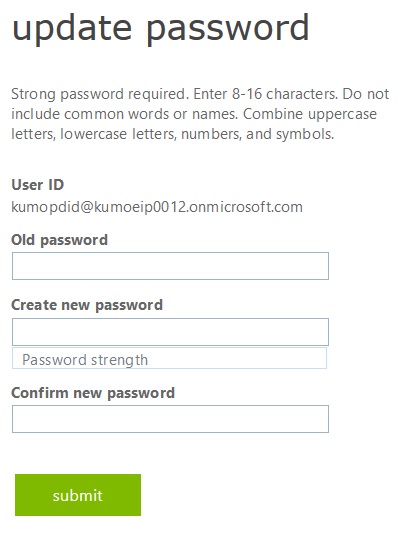 update password
Strong password required. Enter 8-16 characters. Do not
include common words or names. Combine uppercase
letters, lowercase letters, numbers, and symbols.
User ID
kumopdid@kumoeip0012.onmicrosoft.com
Old password
Create new password
Password strength
Confirm new password
submit